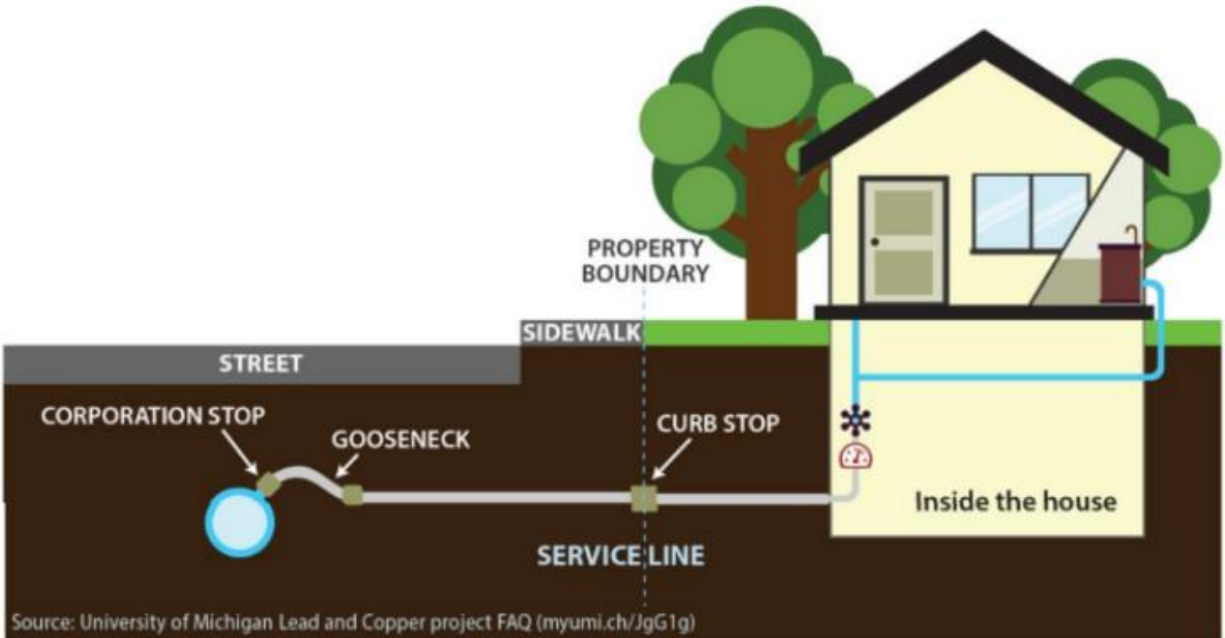 PROPERTY
BOUNDARY
SIDEWALK
STREET
CORPORATION STOP
GOOSENECK
CURB STOP
Inside the house
SERVICE LINE
Source: University of Michigan Lead and Copper project FAQ (myumi.ch/JgG1g)